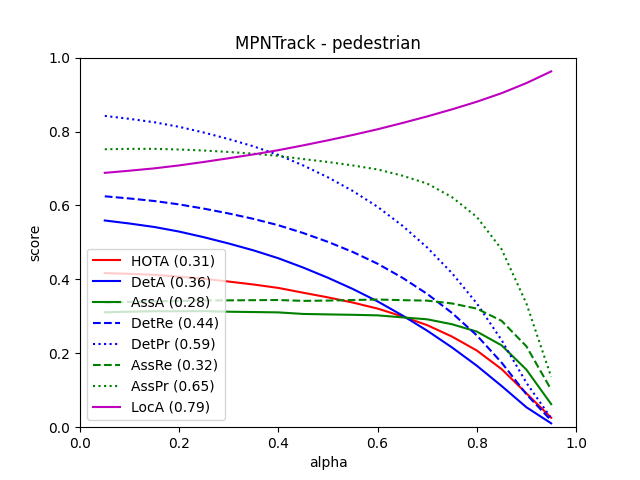 MPNTrack - pedestrian
1.0
0.8
0.6
0.4
0.2
0.0
score
HOTA (0.31)
DetA (0.36)
AssA (0.28)
DetRe (0.44)
DetPr (0.59)
AssRe (0.32)
AssPr (0.65)
LocA (0.79)
0.0 0.2 0.4 0.6 0.8 1.0
alpha